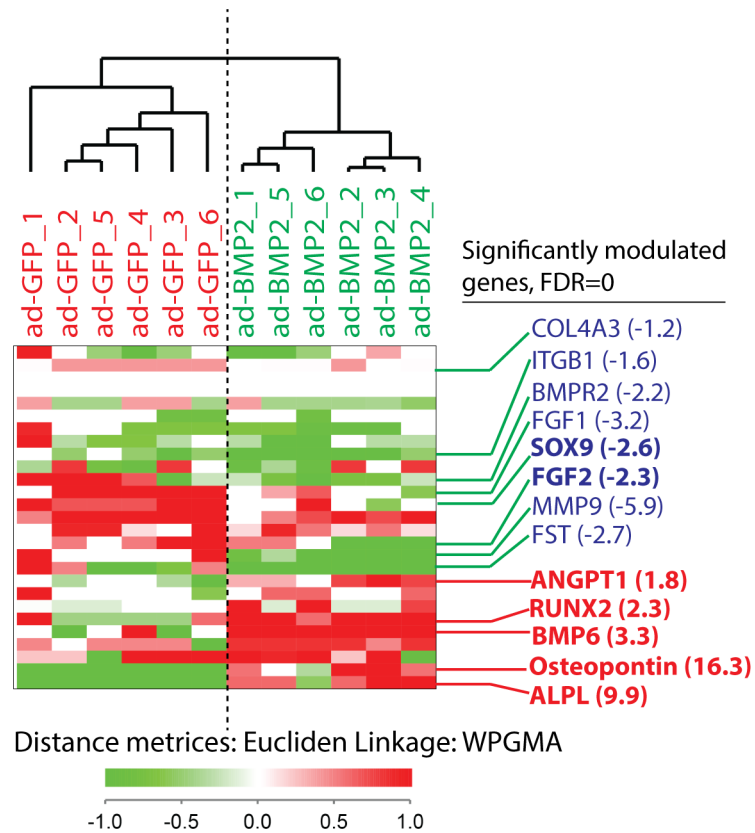 ad-GFP_1
ad-GFP_2
ad-GFP_5
ad-GFP_4
ad-GFP_3
ad-GFP_6
ad-BMP2_1
ad-BMP2_5
ad-BMP2_6
ad-BMP2_2
ad-BMP2_3
ad-BMP2_4
Significantly modulated
genes, FDR=0
COL4A3 (-1.2)
ITGB1 (-1.6)
BMPR2 (-2.2)
FGF1 (-3.2)
SOX9 (-2.6)
FGF2 (-2.3)
MMP9 (-5.9)
FST (-2.7)
ANGPT1 (1.8)
RUNX2 (2.3)
BMP6 (3.3)
Osteopontin (16.3)
ALPL (9.9)
Distance metrices: Eucliden Linkage: WPGMA
-1.0 -0.5 0.0 0.5 1.0